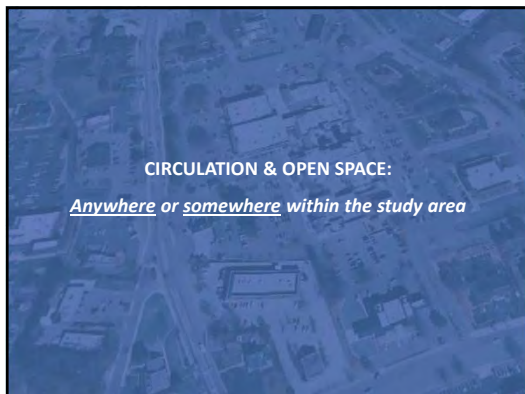 CIRCULATION & OPEN SPACE:
Anywhere or somewhere within the study area